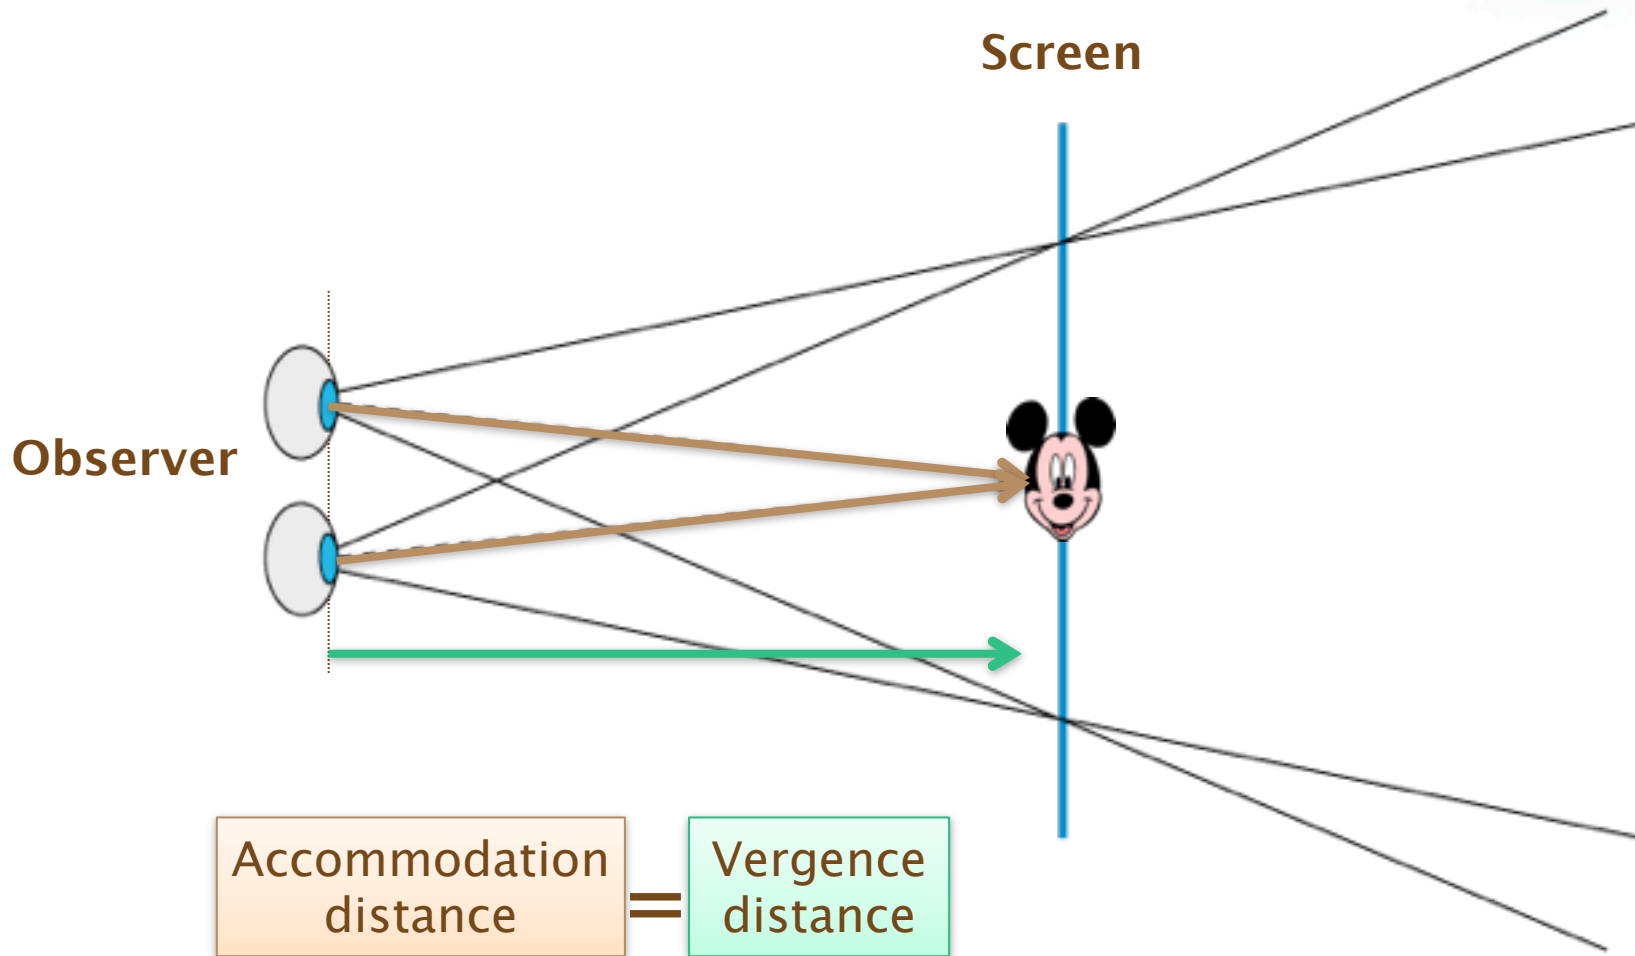 Screen
Observer
Accommodation
distance
=
Vergence
distance